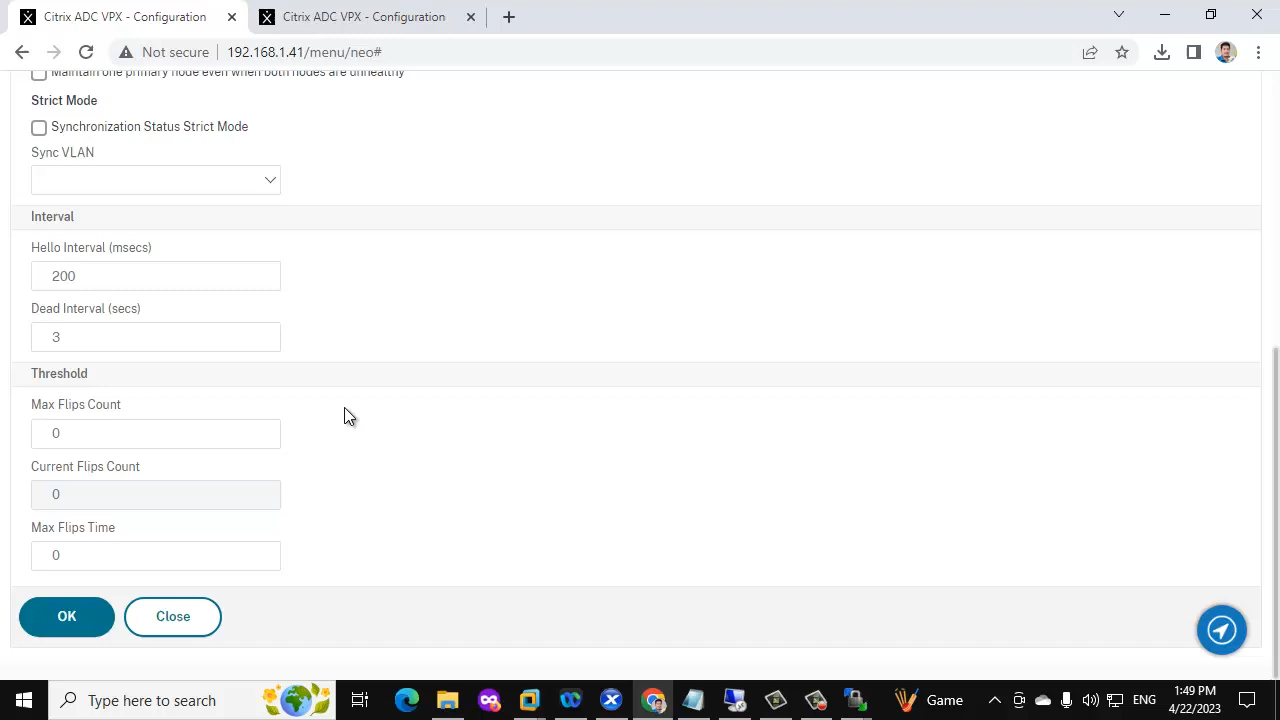 Citrix ADC VPX - Configuration
Citrix ADC VPX - Configuration
Not secure
192.168.1.41/menu/neo#
Maintain one primary node even when both nodes are unhealthy
Strict Mode
Synchronization Status Strict Mode
Sync VLAN
Interval
Hello Interval (msecs)
200
Dead Interval (secs)
3
Threshold
Max Flips Count
0
Current Flips Count
0
Max Flips Time
0
OK
Close
Type here to search
Game
ENG
1:49 PM
4/22/2023